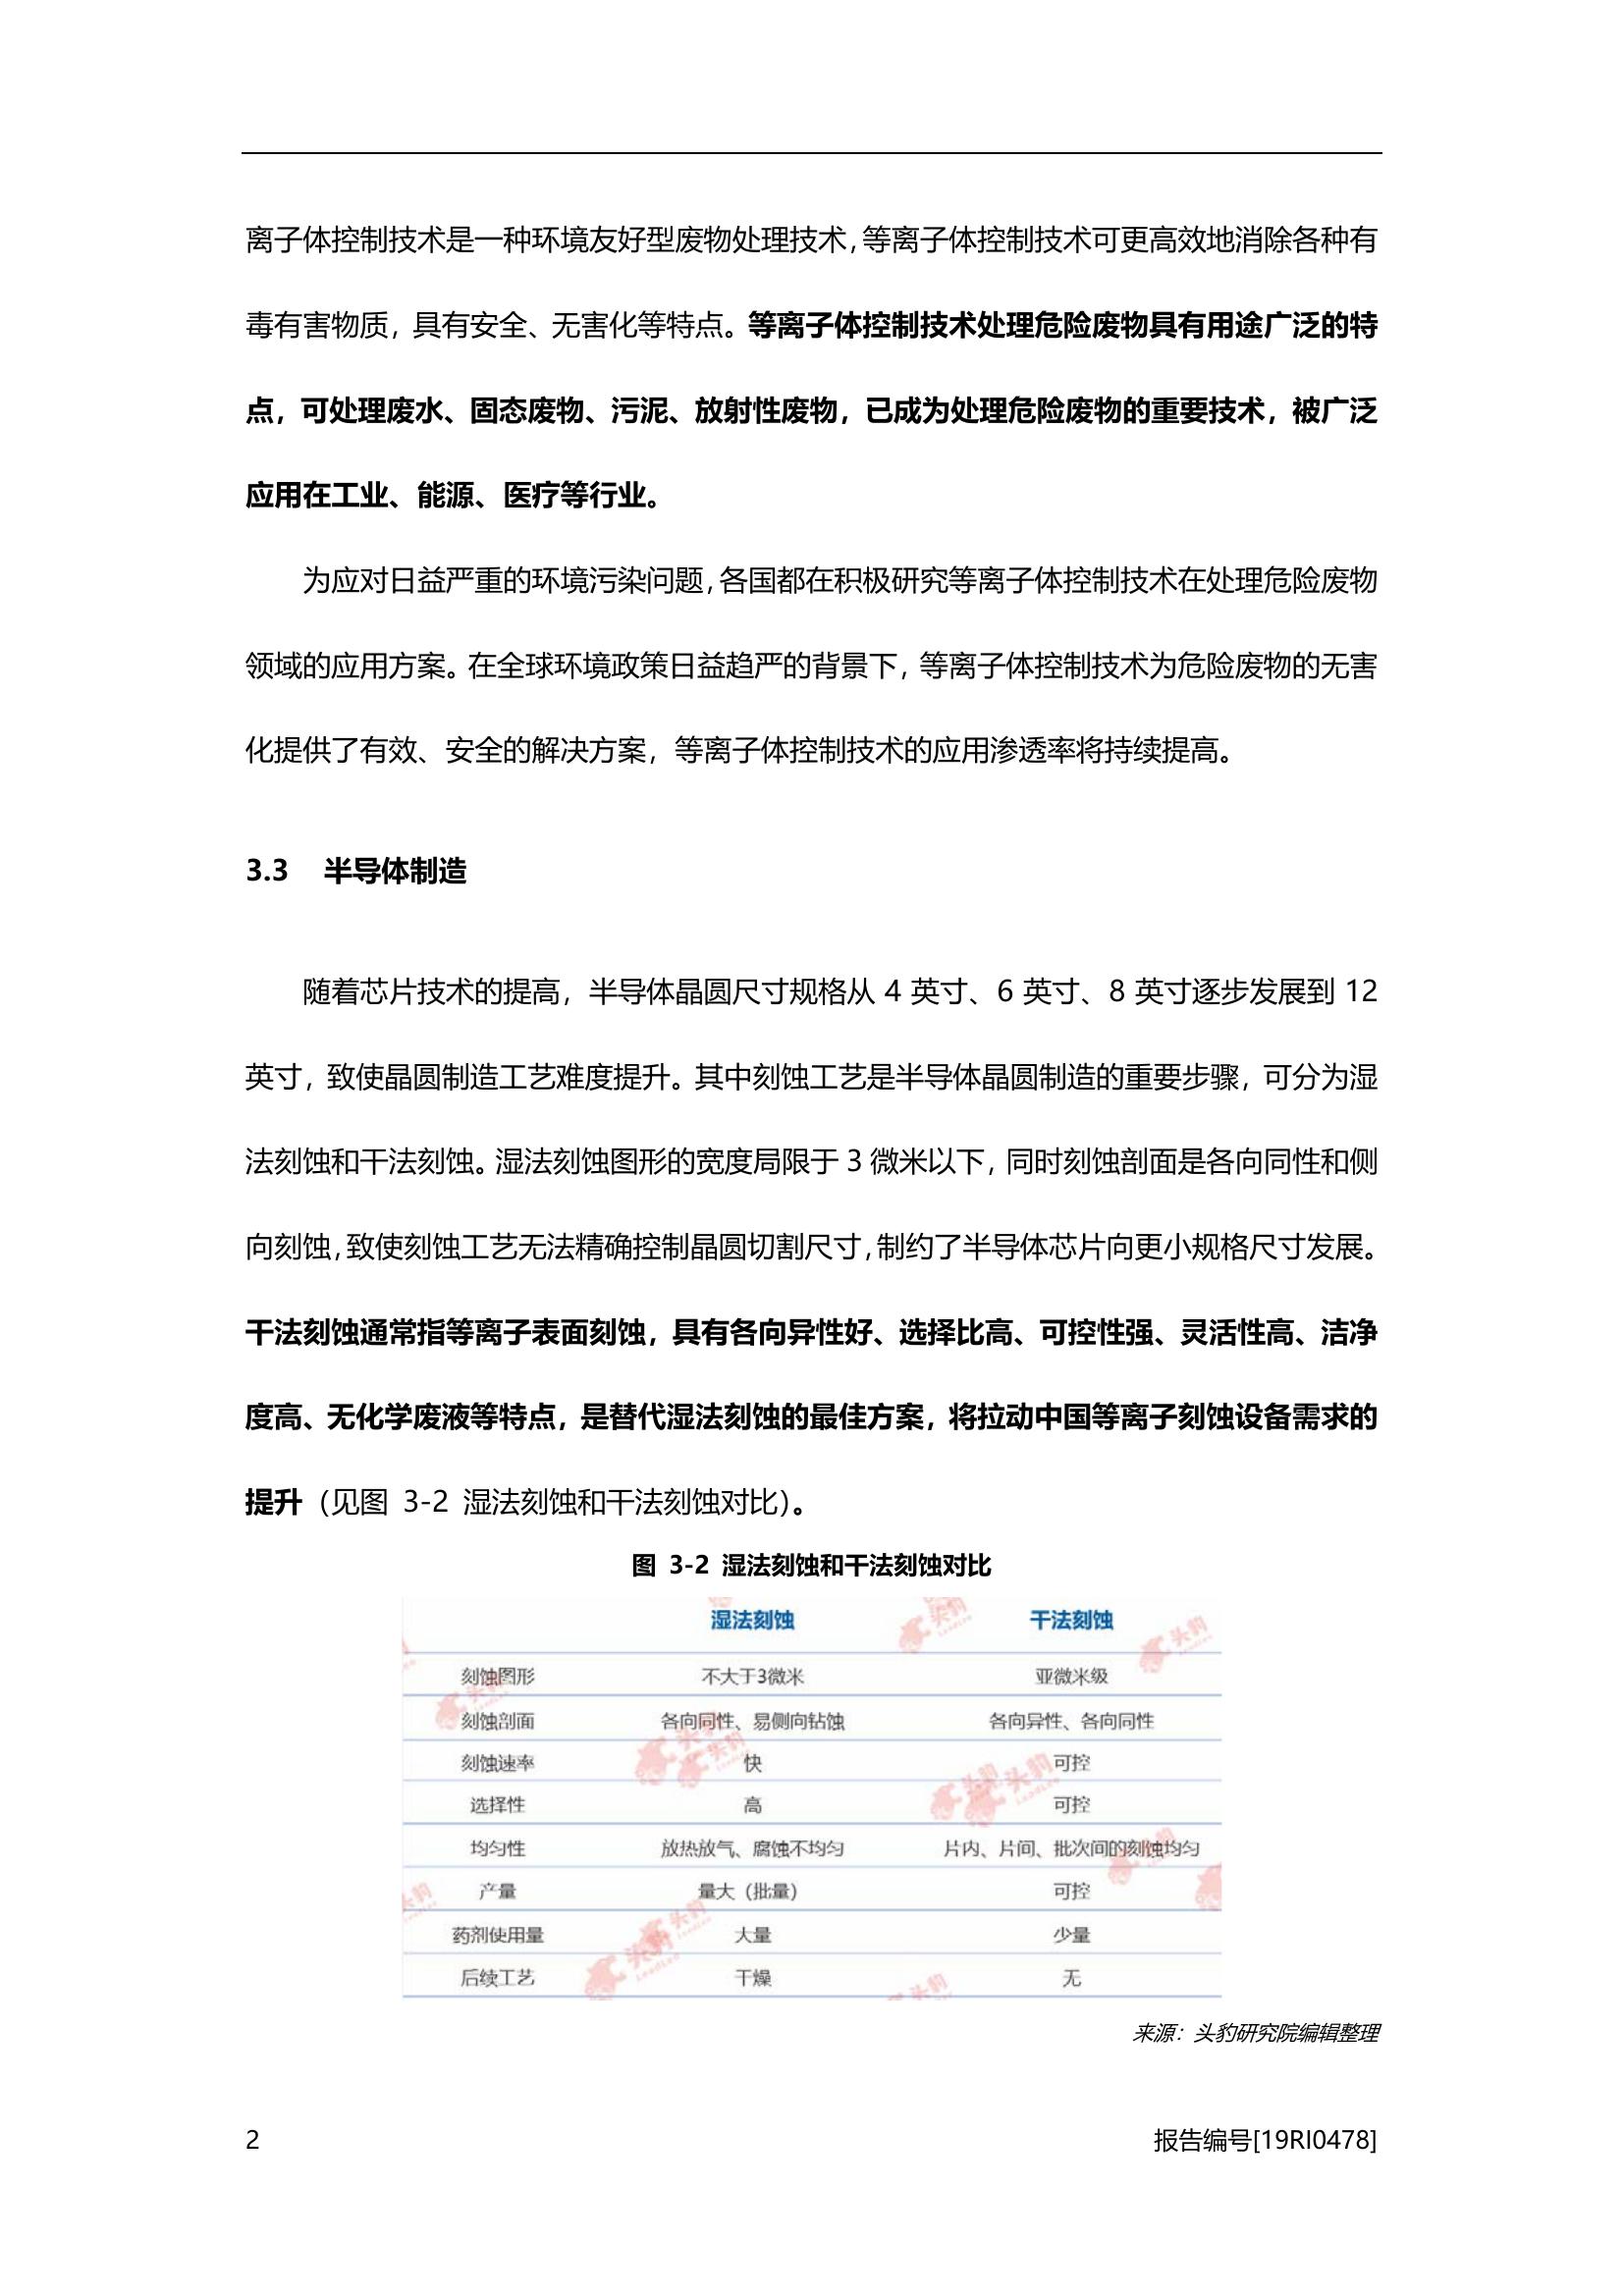 离子体控制技术是一种环境友好型废物处理技术，等离子体控制技术可更高效地消除各种有
毒有害物质，具有安全、无害化等特点。等离子体控制技术处理危险废物具有用途广泛的特
点，可处理废水、固态废物、污泥、放射性废物，已成为处理危险废物的重要技术，被广泛
应用在工业、能源、医疗等行业。
为应对日益严重的环境污染问题，各国都在积极研究等离子体控制技术在处理危险废物
领域的应用方案。在全球环境政策日益趋严的背景下，等离子体控制技术为危险废物的无害
化提供了有效、安全的解决方案，等离子体控制技术的应用渗透率将持续提高。
3.3 半导体制造
随着芯片技术的提高，半导体晶圆尺寸规格从 4 英寸、6 英寸、8 英寸逐步发展到 12
英寸，致使晶圆制造工艺难度提升。其中刻蚀工艺是半导体晶圆制造的重要步骤，可分为湿
法刻蚀和干法刻蚀。湿法刻蚀图形的宽度局限于 3 微米以下，同时刻蚀剖面是各向同性和侧
向刻蚀，致使刻蚀工艺无法精确控制晶圆切割尺寸，制约了半导体芯片向更小规格尺寸发展。
干法刻蚀通常指等离子表面刻蚀，具有各向异性好、选择比高、可控性强、灵活性高、洁净
度高、无化学废液等特点，是替代湿法刻蚀的最佳方案，将拉动中国等离子刻蚀设备需求的
提升（见图 3-2 湿法刻蚀和干法刻蚀对比）。
图 3-2 湿法刻蚀和干法刻蚀对比
湿法刻蚀 干法刻蚀
刻蚀图形 不大于3微米 亚微米级
刻蚀剖面 各向同性、易侧向钻蚀 各向异性、各向同性
刻蚀速率 快 可控
选择性 高 可控
均匀性 放热放气、腐蚀不均匀 片内、片间、批次间的刻蚀均匀
产量 量大（批量） 可控
药剂使用量 大量 少量
后续工艺 干燥 无
来源：头豹研究院编辑整理
2 报告编号[19RI0478]